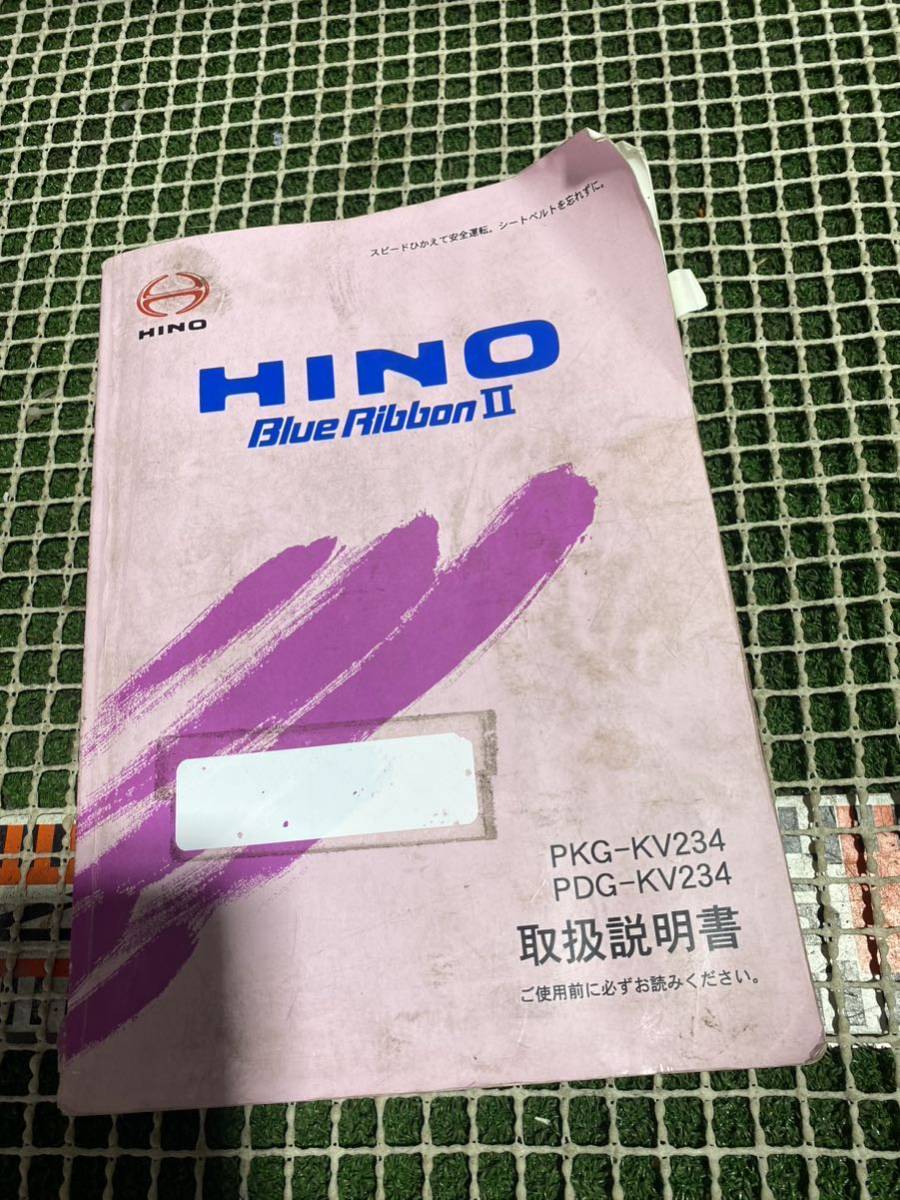 スピードひかえて安全運転。シートベルトを忘れずに。
HINO
HINO
Blue Ribbon II
PKG-KV234
PDG-KV234
取扱説明書
ご使用前に必ずお読みください。